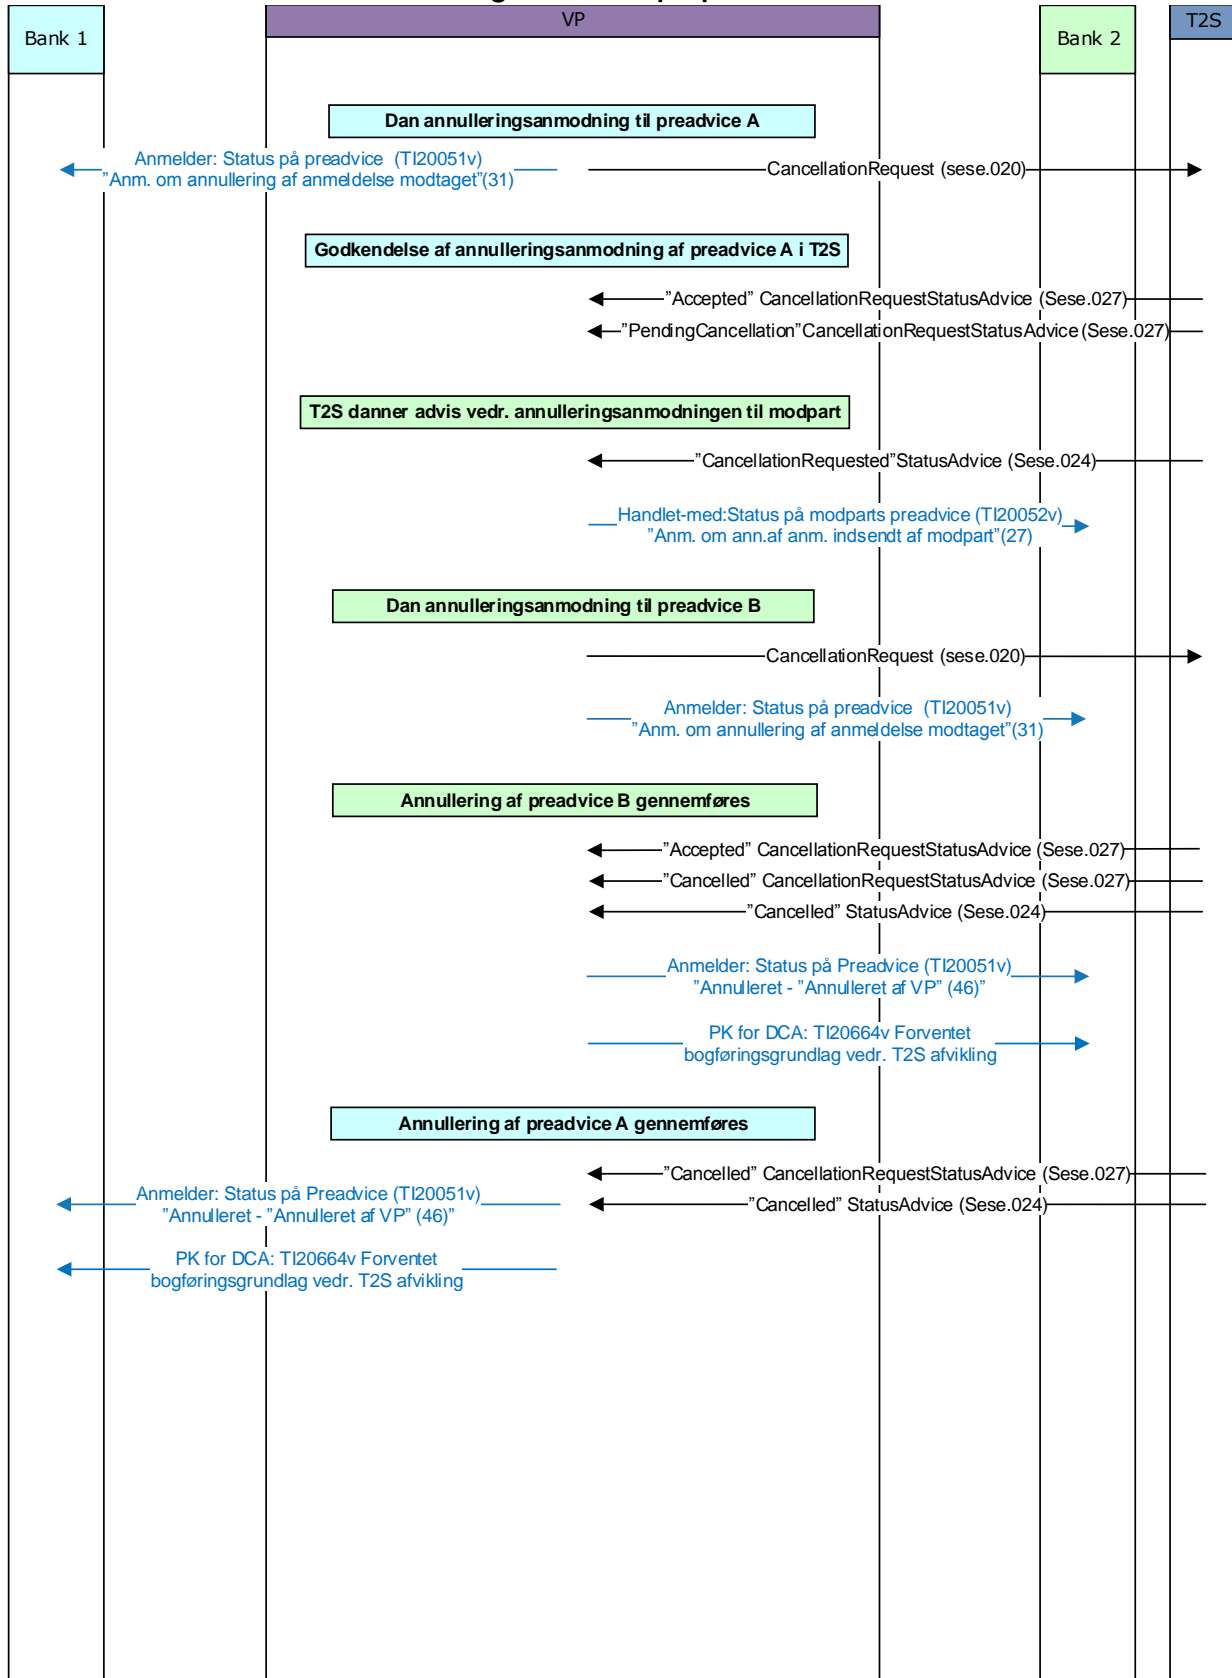 Bank 1
VP
Bank 2
T2S
Dan annulleringsanmodning til preadvice A
Anmelder: Status på preadvice (TI20051v)
"Anm. om annullering af anmeldelse modtaget"(31)
CancellationRequest (sese.020)
Godkendelse af annulleringsanmodning af preadvice A i T2S
"Accepted" CancellationRequestStatusAdvice (Sese.027)
"PendingCancellation"CancellationRequestStatusAdvice (Sese.027)
T2S danner advis vedr. annulleringsanmodningen til modpart
"CancellationRequested"StatusAdvice (Sese.024)
Handlet-med:Status på modparts preadvice (TI20052v)
"Anm. om ann.af anm. indsendt af modpart"(27)
Dan annulleringsanmodning til preadvice B
CancellationRequest (sese.020)
Anmelder: Status på preadvice (TI20051v)
"Anm. om annullering af anmeldelse modtaget"(31)
Annullering af preadvice B gennemføres
"Accepted" CancellationRequestStatusAdvice (Sese.027)
"Cancelled" CancellationRequestStatusAdvice (Sese.027)
"Cancelled" StatusAdvice (Sese.024)
Anmelder: Status på Preadvice (TI20051v)
"Annulleret - "Annulleret af VP" (46)"
PK for DCA: TI20664v Forventet
bogføringsgrundlag vedr. T2S afvikling
Annullering af preadvice A gennemføres
"Cancelled" CancellationRequestStatusAdvice (Sese.027)
Anmelder: Status på Preadvice (TI20051v)
"Annulleret - "Annulleret af VP" (46)"
"Cancelled" StatusAdvice (Sese.024)
PK for DCA: TI20664v Forventet
bogføringsgrundlag vedr. T2S afvikling